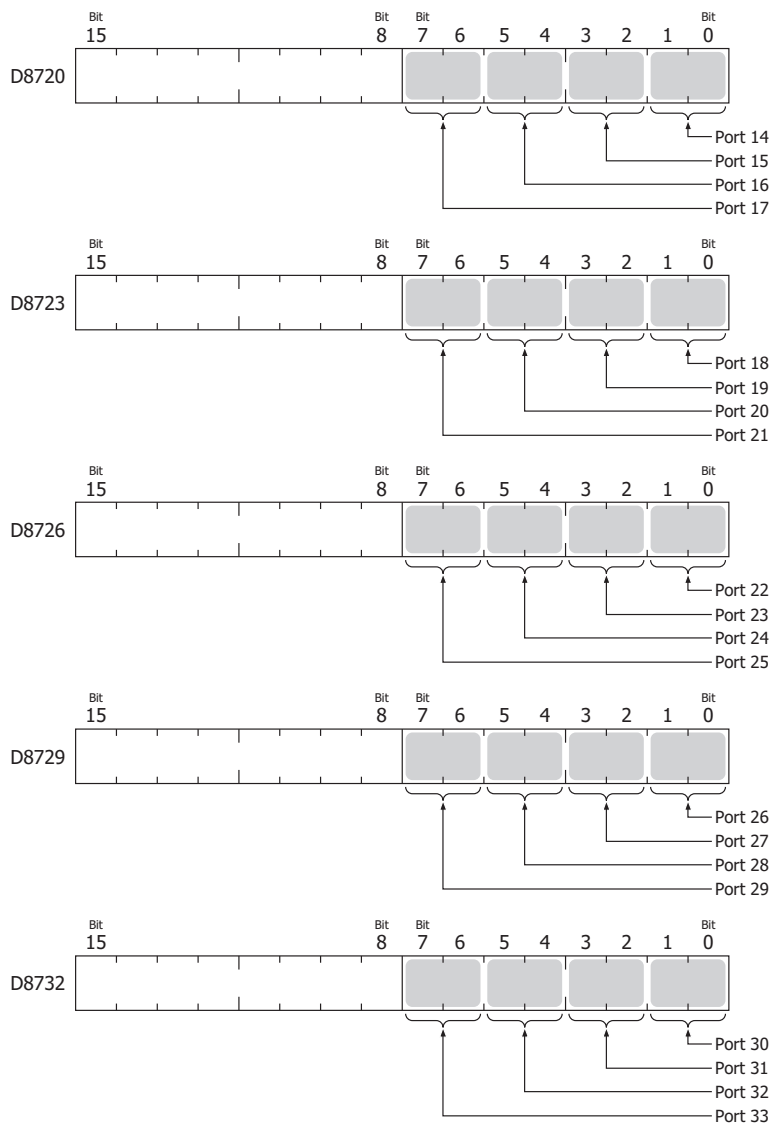 Bit Bit Bit Bit
15 8 7 6 5 4 3 2 1 0
D8720
Port 14
Port 15
Port 16
Port 17
Bit Bit Bit Bit
15 8 7 6 5 4 3 2 1 0
D8723
Port 18
Port 19
Port 20
Port 21
Bit Bit Bit Bit
15 8 7 6 5 4 3 2 1 0
D8726
Port 22
Port 23
Port 24
Port 25
Bit Bit Bit Bit
15 8 7 6 5 4 3 2 1 0
D8729
Port 26
Port 27
Port 28
Port 29
Bit Bit Bit Bit
15 8 7 6 5 4 3 2 1 0
D8732
Port 30
Port 31
Port 32
Port 33